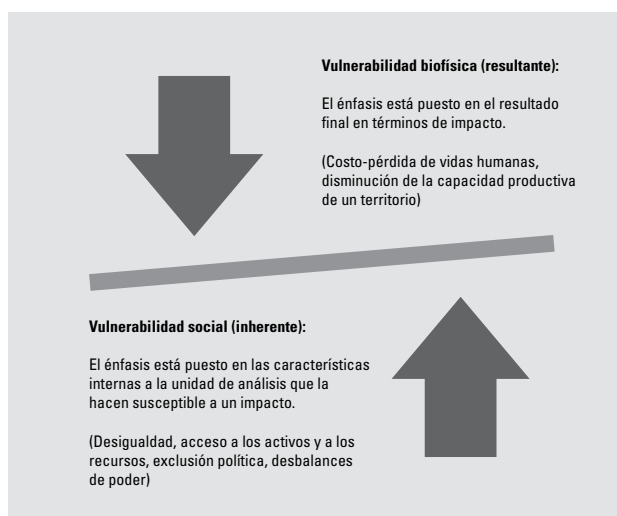 Vulnerabilidad biofísica (resultante):
El énfasis está puesto en el resultado
final en términos de impacto.
(Costo-pérdida de vidas humanas,
disminución de la capacidad productiva
de un territorio)
Vulnerabilidad social (inherente):
El énfasis está puesto en las características
internas a la unidad de análisis que la
hacen susceptible a un impacto.
(Desigualdad, acceso a los activos y a los
recursos, exclusión política, desbalances
de poder)